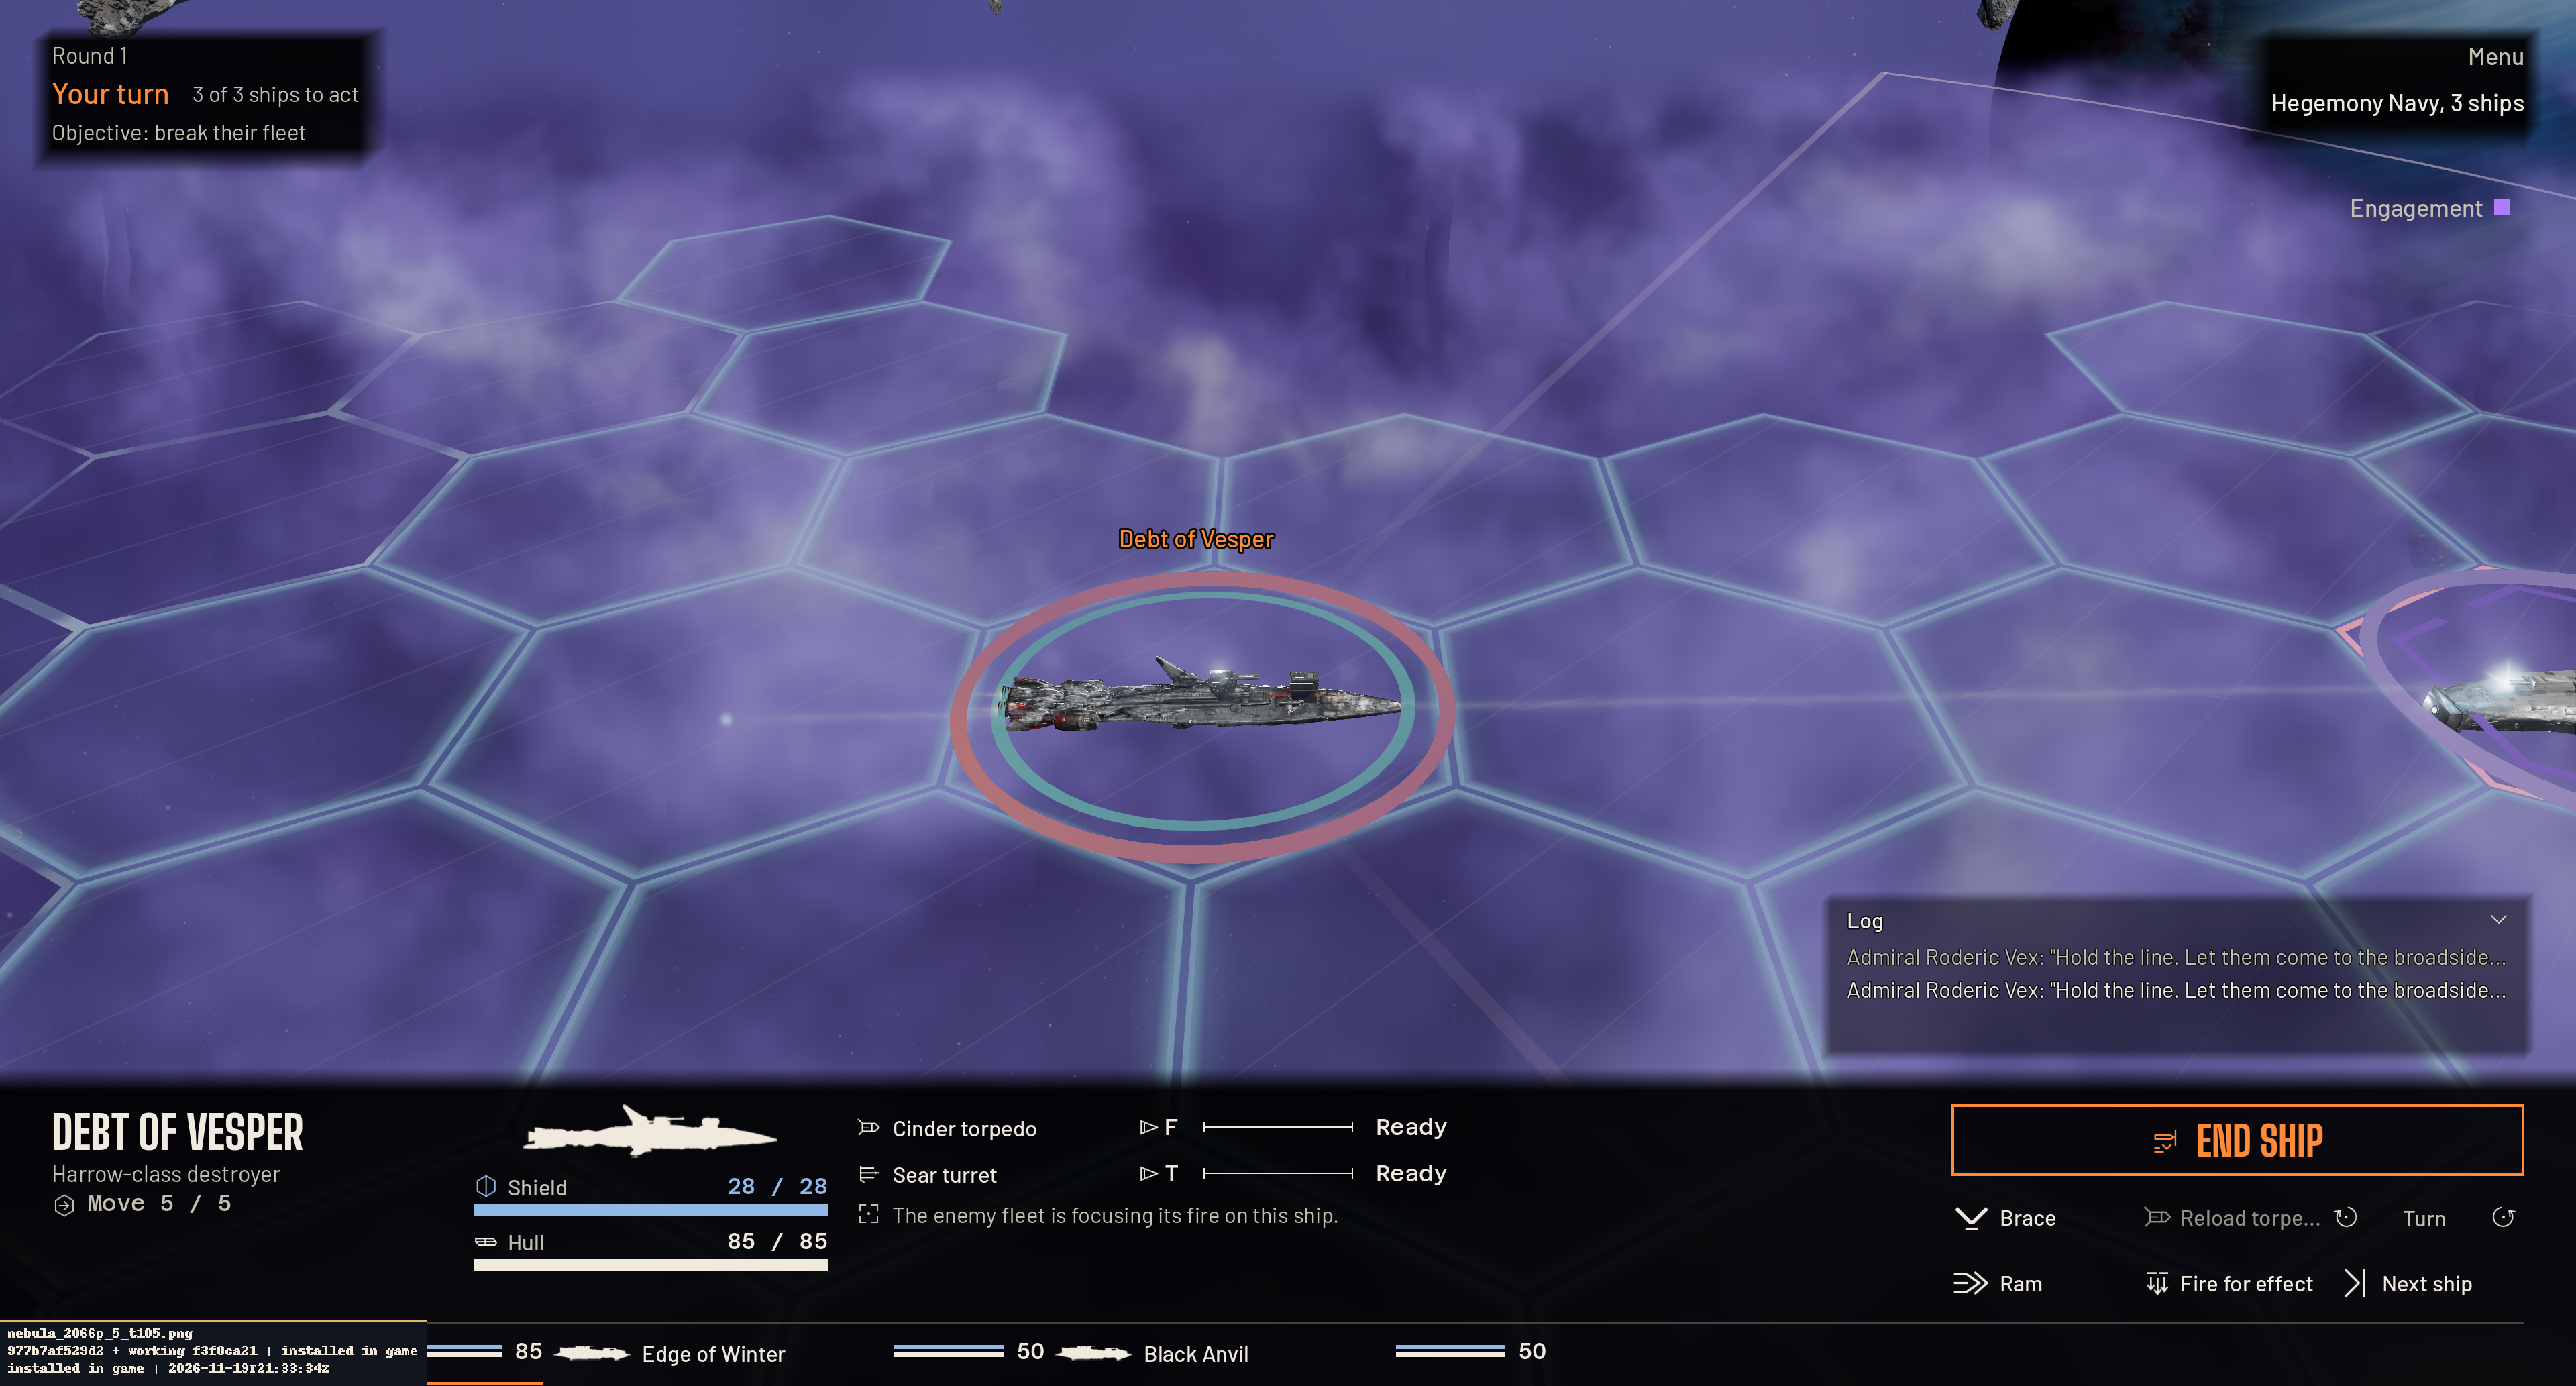 Round 1
Your turn 3 of 3 ships to act
Objective: break their fleet
Menu
Hegemony Navy, 3 ships
Engagement
Debt of Vesper
Log
Admiral Roderic Vex: "Hold the line. Let them come to the broadside...
Admiral Roderic Vex: "Hold the line. Let them come to the broadside...
DEBT OF VESPER
Harrow-class destroyer
Move 5 / 5
Shield 28 / 28
Hull 85 / 85
Cinder torpedo F Ready
Sear turret T Ready
The enemy fleet is focusing its fire on this ship.
END SHIP
Brace Reload torpe... Turn
Ram Fire for effect Next ship
nebula_2066p_5_t105.png
977b7af529d2 + working f3f0ca21 | installed in game
installed in game | 2026-11-19T21:33:34Z
85 Edge of Winter 50 Black Anvil 50